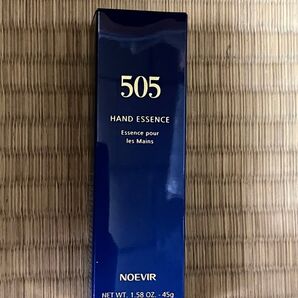 505
HAND ESSENCE
Essence pour
les Mains
NOEVIR
NET WT. 1.58 OZ. - 45g